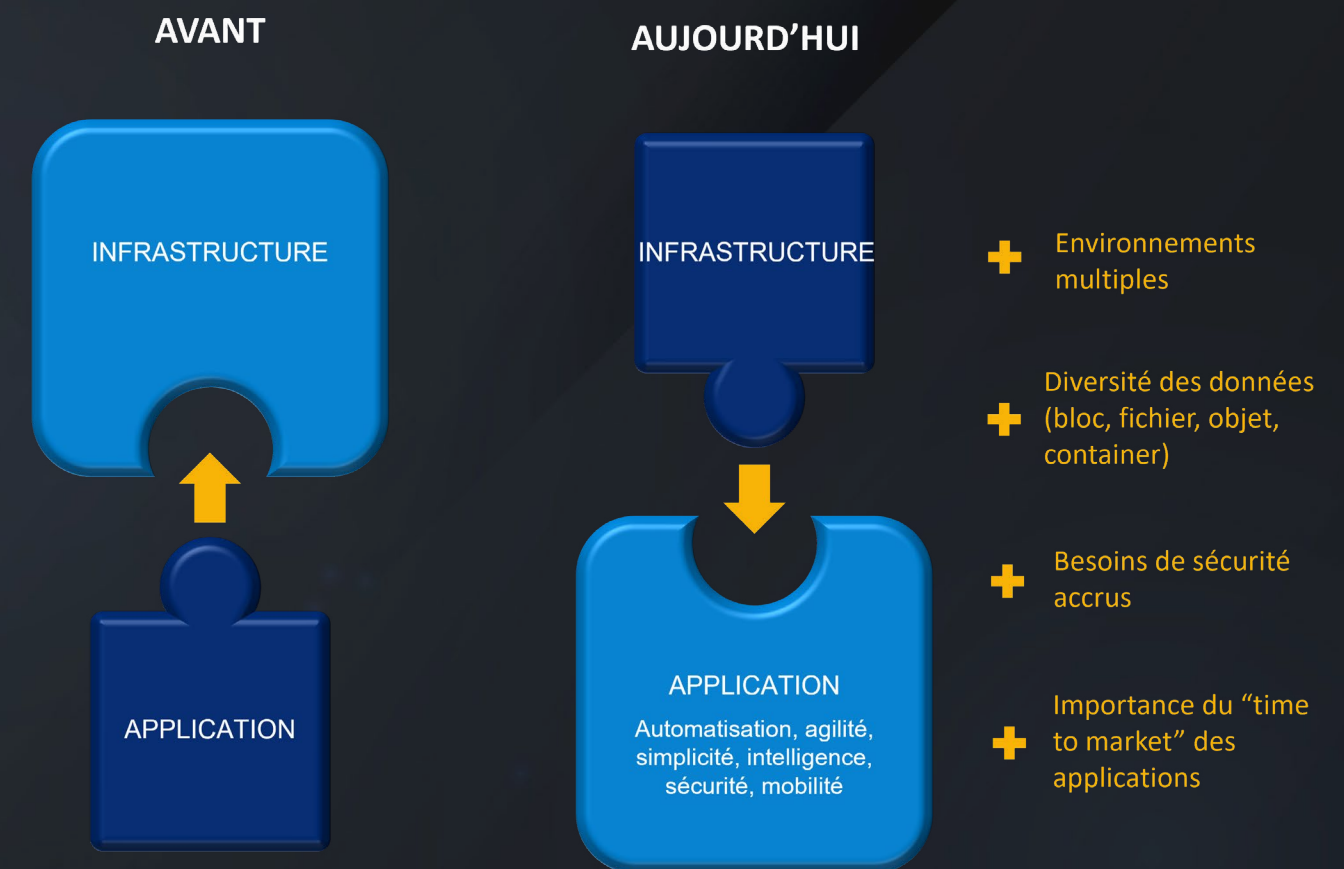 AVANT
INFRASTRUCTURE
APPLICATION
AUJOURD’HUI
INFRASTRUCTURE
APPLICATION
Automatisation, agilité,
simplicité, intelligence,
sécurité, mobilité
Environnements
multiples
Diversité des données
(bloc, fichier, objet,
container)
Besoins de sécurité
accrus
Importance du “time
to market” des
applications